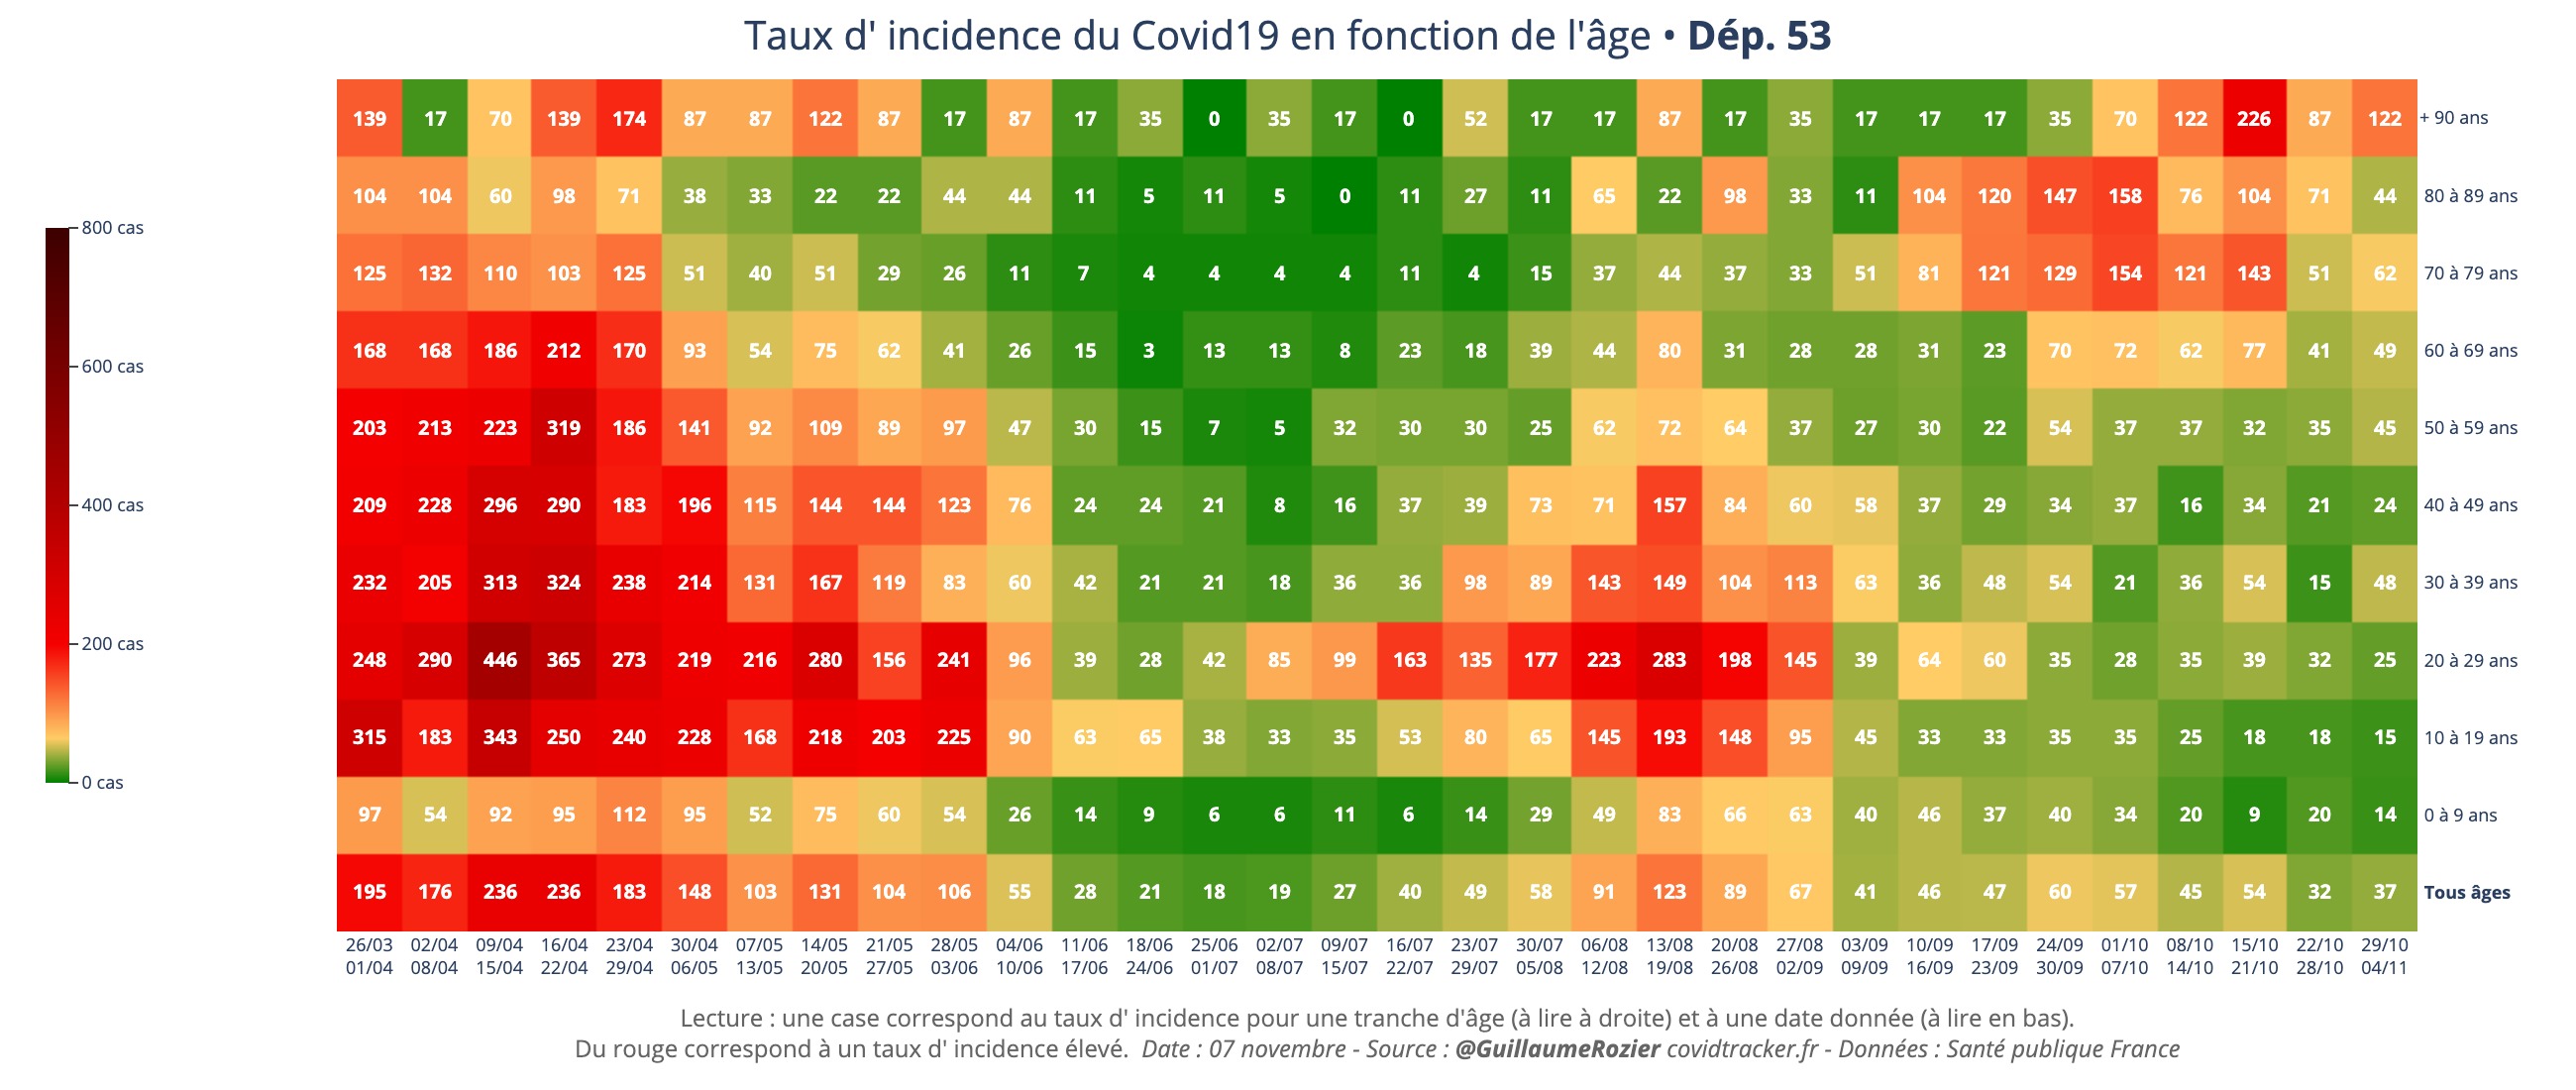 Taux d' incidence du Covid19 en fonction de l'âge • Dép. 53
139 17 70 139 174 87 87 122 87 17 87 17 35 0 35 17 0 52 17 17 87 17 35 17 17 17 35 70 122 226 87 122 + 90 ans
104 104 60 98 71 38 33 22 22 44 44 11 5 11 5 0 11 27 11 65 22 98 33 11 104 120 147 158 76 104 71 44 80 à 89 ans
800 cas
125 132 110 103 125 51 40 51 29 26 11 7 4 4 4 4 11 4 15 37 44 37 33 51 81 121 129 154 121 143 51 62 70 à 79 ans
168 168 186 212 170 93 54 75 62 41 26 15 3 13 13 8 23 18 39 44 80 31 28 28 31 23 70 72 62 77 41 49 60 à 69 ans
600 cas
203 213 223 319 186 141 92 109 89 97 47 30 15 7 5 32 30 30 25 62 72 64 37 27 30 22 54 37 37 32 35 45 50 à 59 ans
400 cas
209 228 296 290 183 196 115 144 144 123 76 24 24 21 8 16 37 39 73 71 157 84 60 58 37 29 34 37 16 34 21 24 40 à 49 ans
232 205 313 324 238 214 131 167 119 83 60 42 21 21 18 36 36 98 89 143 149 104 113 63 36 48 54 21 36 54 15 48 30 à 39 ans
200 cas
248 290 446 365 273 219 216 280 156 241 96 39 28 42 85 99 163 135 177 223 283 198 145 39 64 60 35 28 35 39 32 25 20 à 29 ans
315 183 343 250 240 228 168 218 203 225 90 63 65 38 33 35 53 80 65 145 193 148 95 45 33 33 35 35 25 18 18 15 10 à 19 ans
0 cas
97 54 92 95 112 95 52 75 60 54 26 14 9 6 6 11 6 14 29 49 83 66 63 40 46 37 40 34 20 9 20 14 0 à 9 ans
195 176 236 236 183 148 103 131 104 106 55 28 21 18 19 27 40 49 58 91 123 89 67 41 46 47 60 57 45 54 32 37 Tous âges
26/03 02/04 09/04 16/04 23/04 30/04 07/05 14/05 21/05 28/05 04/06 11/06 18/06 25/06 02/07 09/07 16/07 23/07 30/07 06/08 13/08 20/08 27/08 03/09 10/09 17/09 24/09 01/10 08/10 15/10 22/10 29/10
01/04 08/04 15/04 22/04 29/04 06/05 13/05 20/05 27/05 03/06 10/06 17/06 24/06 01/07 08/07 15/07 22/07 29/07 05/08 12/08 19/08 26/08 02/09 09/09 16/09 23/09 30/09 07/10 14/10 21/10 28/10 04/11
Lecture : une case correspond au taux d' incidence pour une tranche d'âge (à lire à droite) et à une date donnée (à lire en bas).
Du rouge correspond à un taux d' incidence élevé. Date : 07 novembre - Source : @GuillaumeRozier covidtracker.fr - Données : Santé publique France